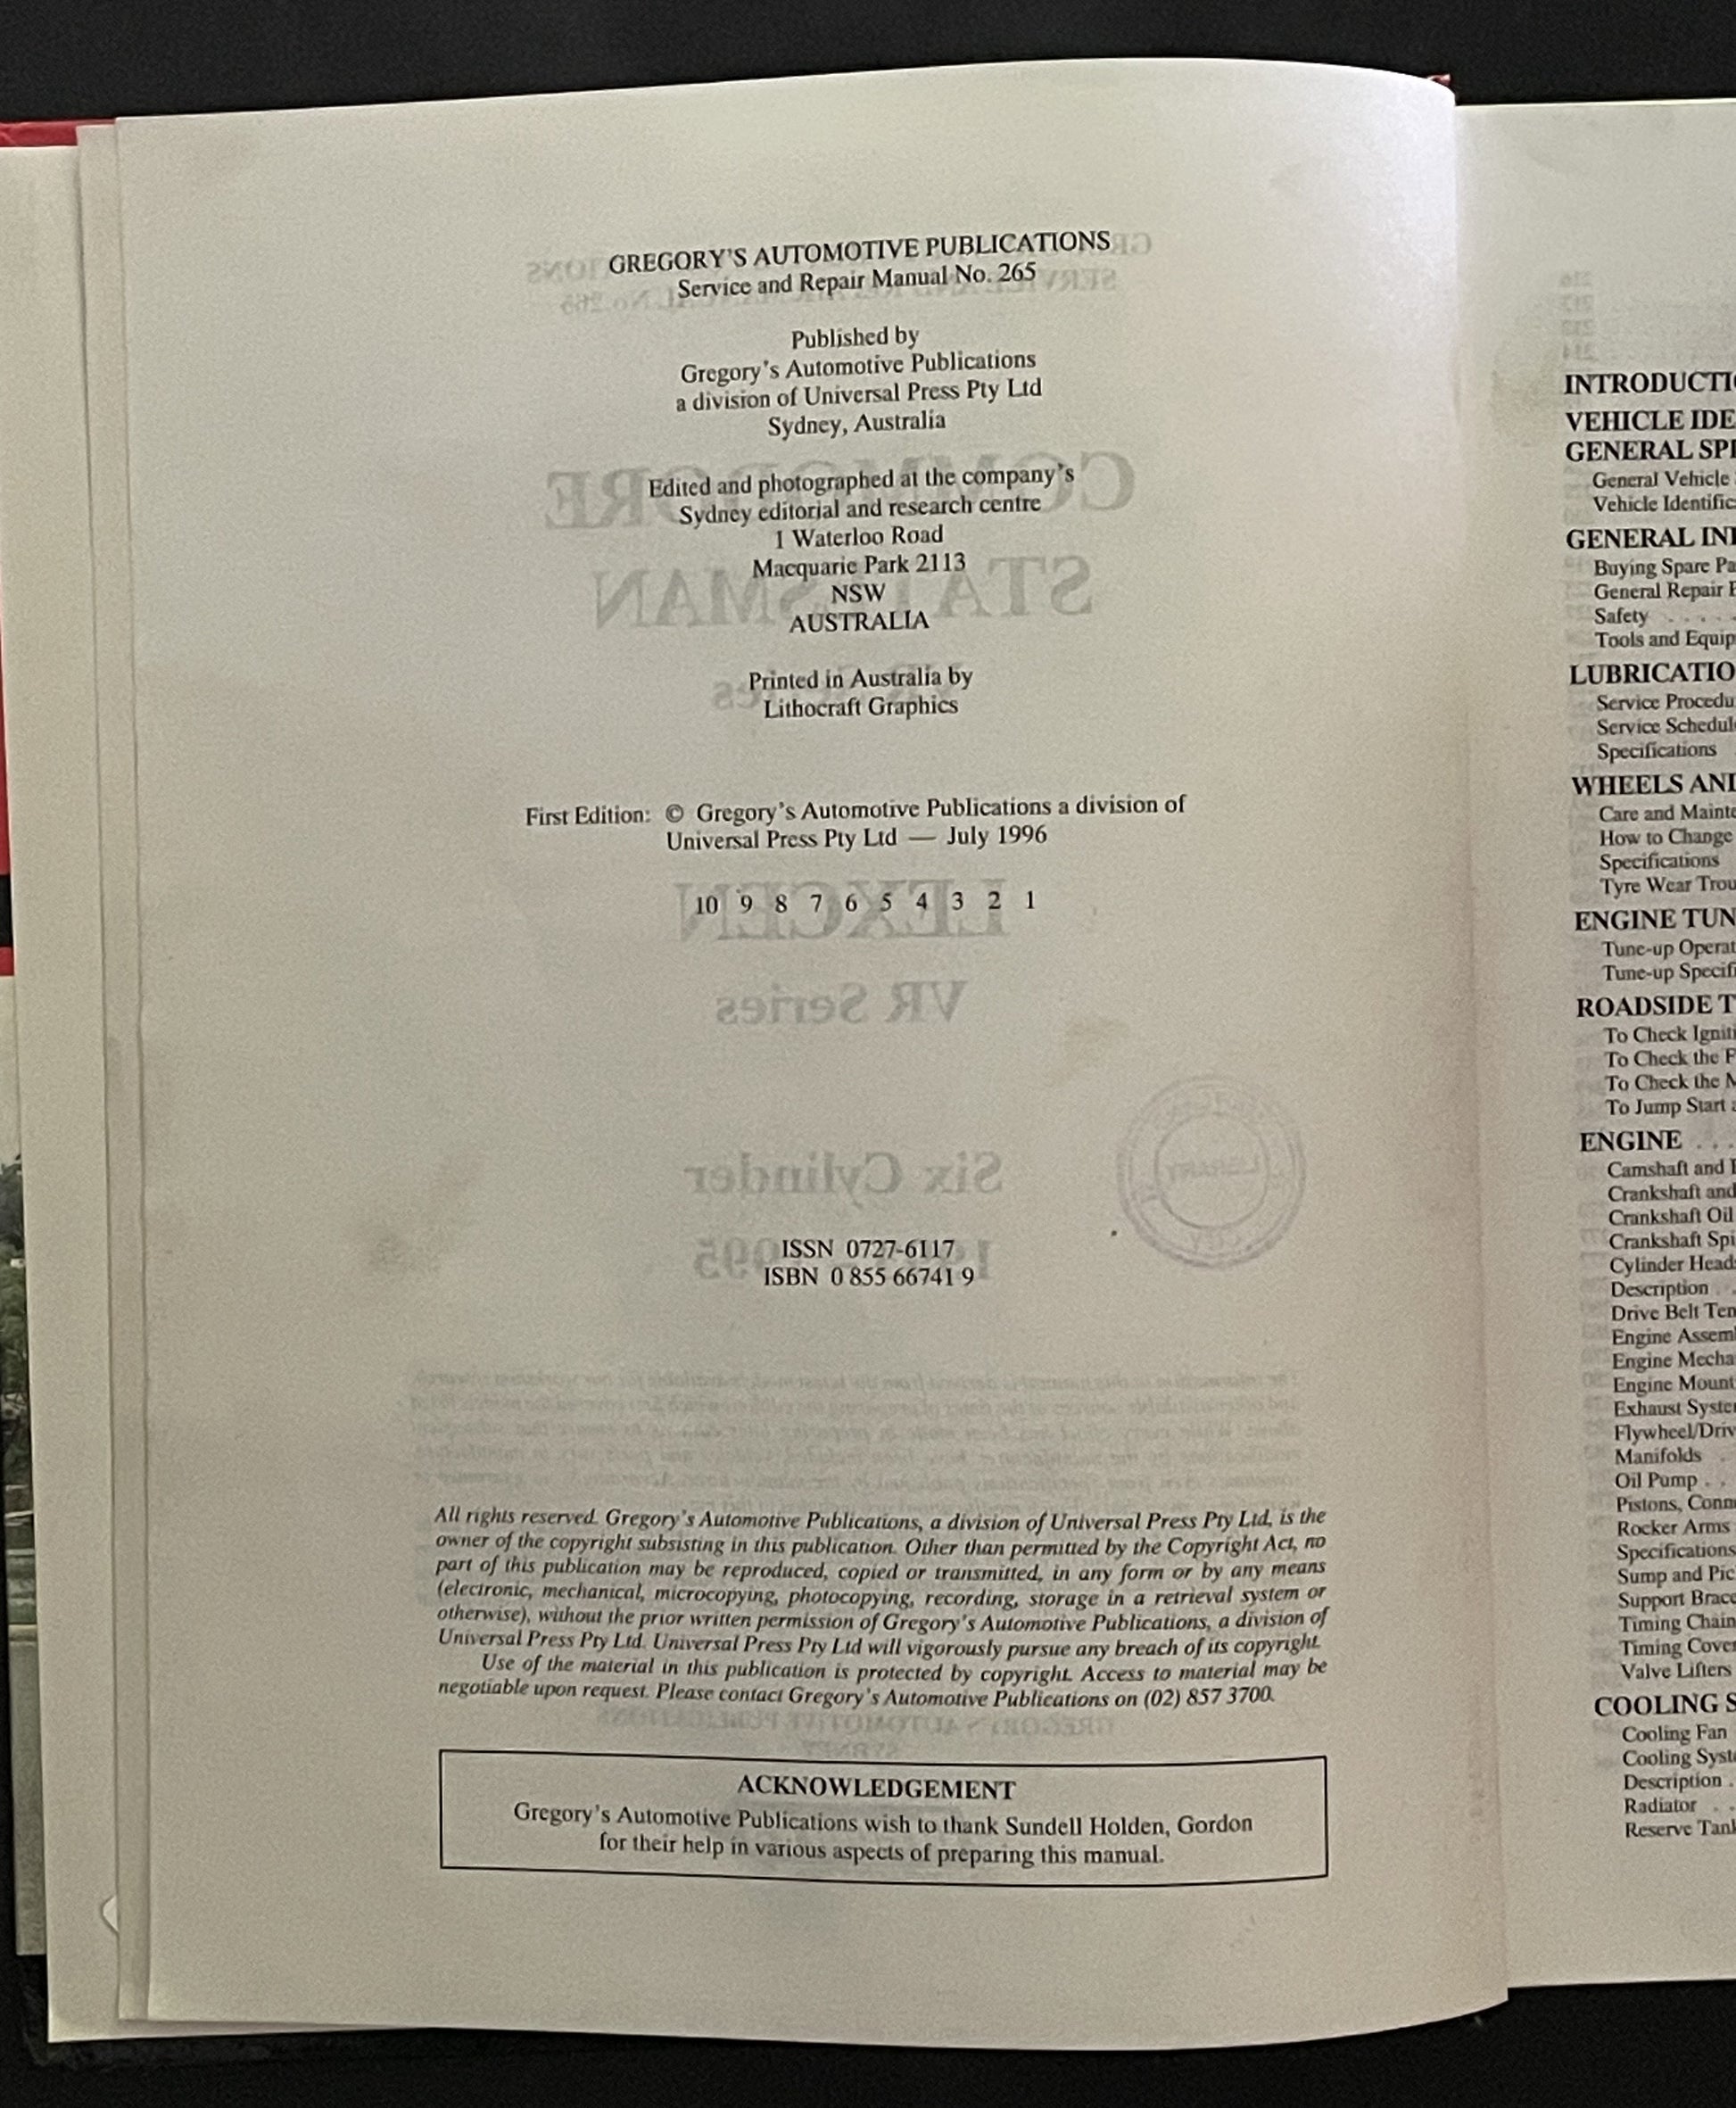 GREGORY'S AUTOMOTIVE PUBLICATIONS
Service and Repair Manual No. 265
Published by
Gregory's Automotive Publications
a division of Universal Press Pty Ltd
Sydney, Australia
Edited and photographed at the company's
Sydney editorial and research centre
1 Waterloo Road
Macquarie Park 2113
NSW
AUSTRALIA
Printed in Australia by
Lithocraft Graphics
First Edition: © Gregory's Automotive Publications a division of
Universal Press Pty Ltd — July 1996
10 9 8 7 6 5 4 3 2 1
ISSN 0727-6117
ISBN 0 855 66741 9
All rights reserved. Gregory's Automotive Publications, a division of Universal Press Pty Ltd, is the
owner of the copyright subsisting in this publication. Other than permitted by the Copyright Act, no
part of this publication may be reproduced, copied or transmitted, in any form or by any means
(electronic, mechanical, microcopying, photocopying, recording, storage in a retrieval system or
otherwise), without the prior written permission of Gregory's Automotive Publications, a division of
Universal Press Pty Ltd. Universal Press Pty Ltd will vigorously pursue any breach of its copyright.
Use of the material in this publication is protected by copyright. Access to material may be
negotiable upon request. Please contact Gregory's Automotive Publications on (02) 857 3700.
ACKNOWLEDGEMENT
Gregory's Automotive Publications wish to thank Sundell Holden, Gordon
for their help in various aspects of preparing this manual.
INTRODUCTI
VEHICLE IDE
GENERAL SPE
General Vehicle
Vehicle Identific
GENERAL INF
Buying Spare Pa
General Repair
Safety . . . .
Tools and Equip
LUBRICATIO
Service Procedu
Service Schedul
Specifications
WHEELS AND
Care and Mainte
How to Change
Specifications
Tyre Wear Trou
ENGINE TUN
Tune-up Operat
Tune-up Specifi
ROADSIDE T
To Check Igniti
To Check the F
To Check the M
To Jump Start
ENGINE . . .
Camshaft and
Crankshaft and
Crankshaft Oil
Crankshaft Spi
Cylinder Head
Description . .
Drive Belt Ten
Engine Assem
Engine Mecha
Engine Mount
Exhaust System
Flywheel/Driv
Manifolds .
Oil Pump . .
Pistons, Conn
Rocker Arms
Specifications
Sump and Pic
Support Brace
Timing Chain
Timing Cover
Valve Lifters
COOLING S
Cooling Fan
Cooling Syste
Description .
Radiator . .
Reserve Tank